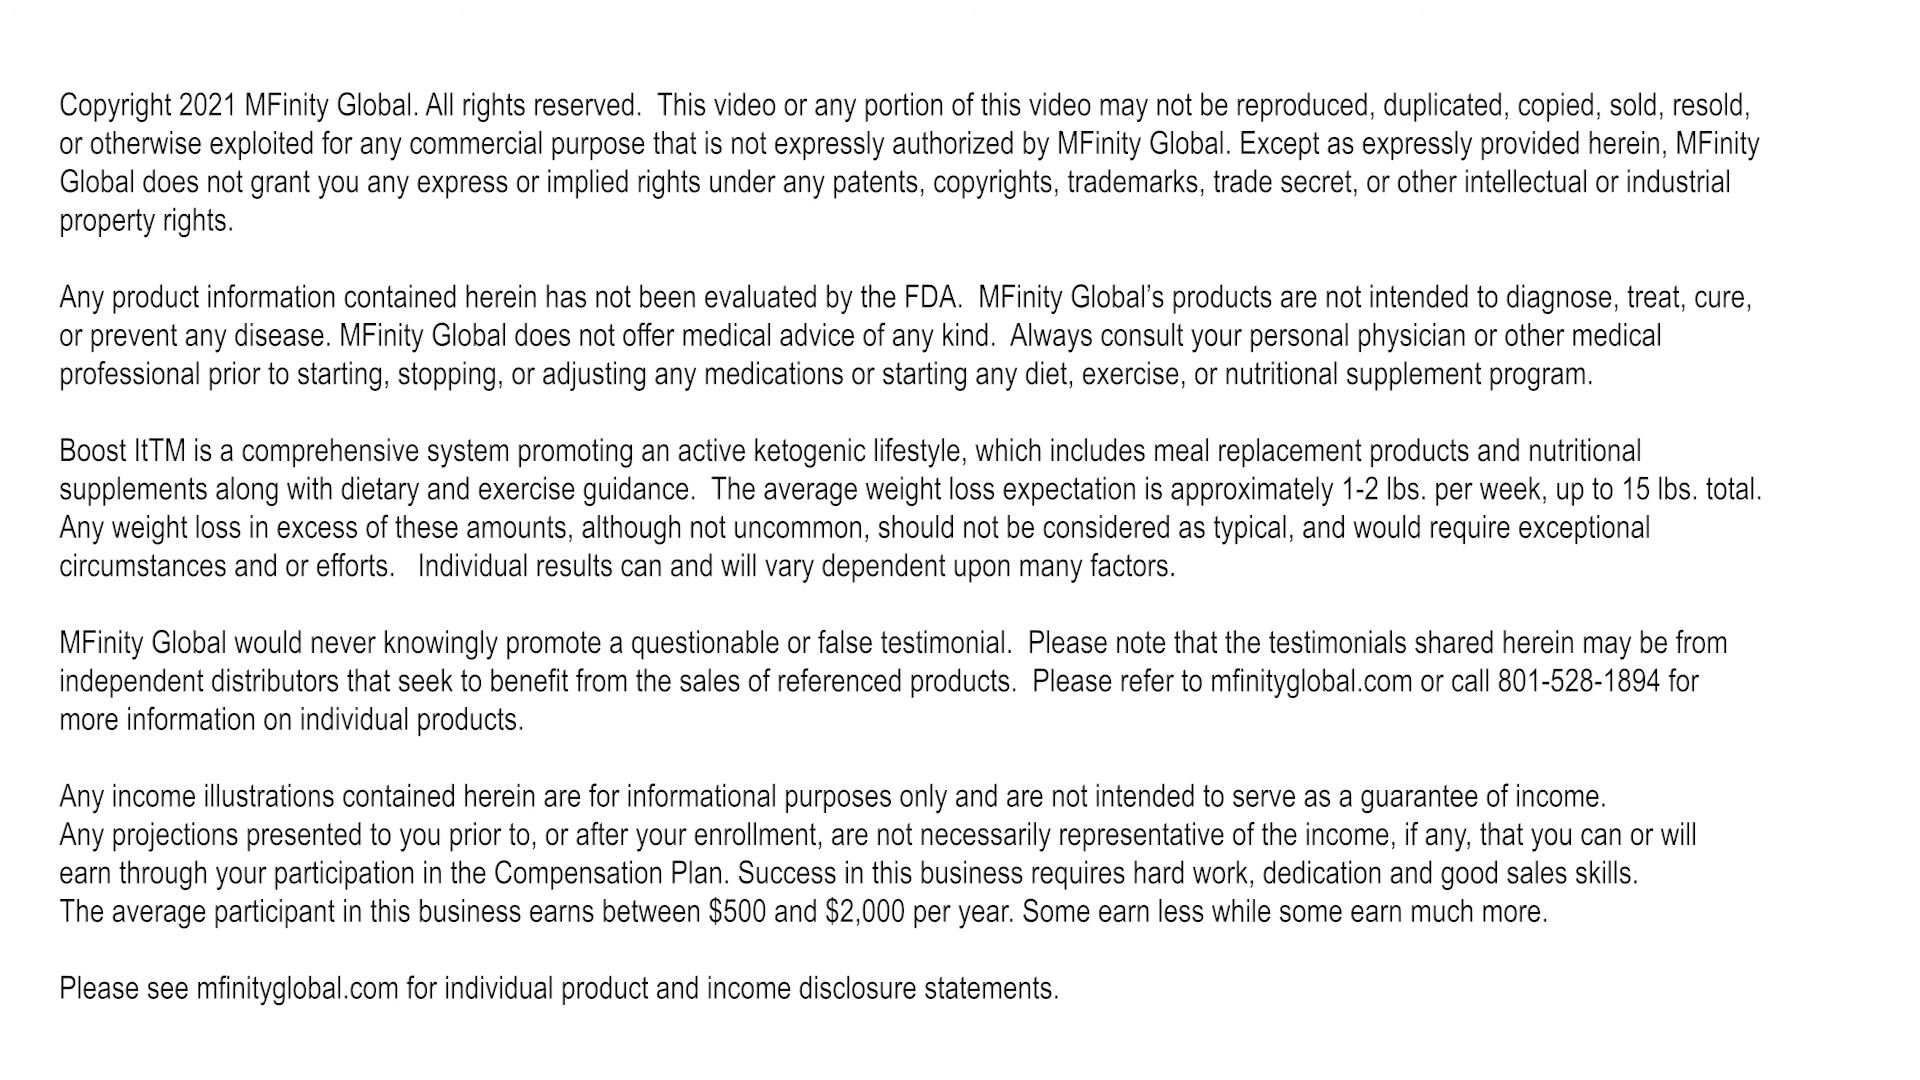 Copyright 2021 MFinity Global. All rights reserved.  This video or any portion of this video may not be reproduced, duplicated, copied, sold, resold,
or otherwise exploited for any commercial purpose that is not expressly authorized by MFinity Global. Except as expressly provided herein, MFinity
Global does not grant you any express or implied rights under any patents, copyrights, trademarks, trade secret, or other intellectual or industrial
property rights.
Any product information contained herein has not been evaluated by the FDA.  MFinity Global’s products are not intended to diagnose, treat, cure,
or prevent any disease. MFinity Global does not offer medical advice of any kind.  Always consult your personal physician or other medical
professional prior to starting, stopping, or adjusting any medications or starting any diet, exercise, or nutritional supplement program.
Boost ItTM is a comprehensive system promoting an active ketogenic lifestyle, which includes meal replacement products and nutritional
supplements along with dietary and exercise guidance.  The average weight loss expectation is approximately 1-2 lbs. per week, up to 15 lbs. total.
Any weight loss in excess of these amounts, although not uncommon, should not be considered as typical, and would require exceptional
circumstances and or efforts.   Individual results can and will vary dependent upon many factors.
MFinity Global would never knowingly promote a questionable or false testimonial.  Please note that the testimonials shared herein may be from
independent distributors that seek to benefit from the sales of referenced products.  Please refer to mfinityglobal.com or call 801-528-1894 for
more information on individual products.
Any income illustrations contained herein are for informational purposes only and are not intended to serve as a guarantee of income.
Any projections presented to you prior to, or after your enrollment, are not necessarily representative of the income, if any, that you can or will
earn through your participation in the Compensation Plan. Success in this business requires hard work, dedication and good sales skills.
The average participant in this business earns between $500 and $2,000 per year. Some earn less while some earn much more.
Please see mfinityglobal.com for individual product and income disclosure statements.